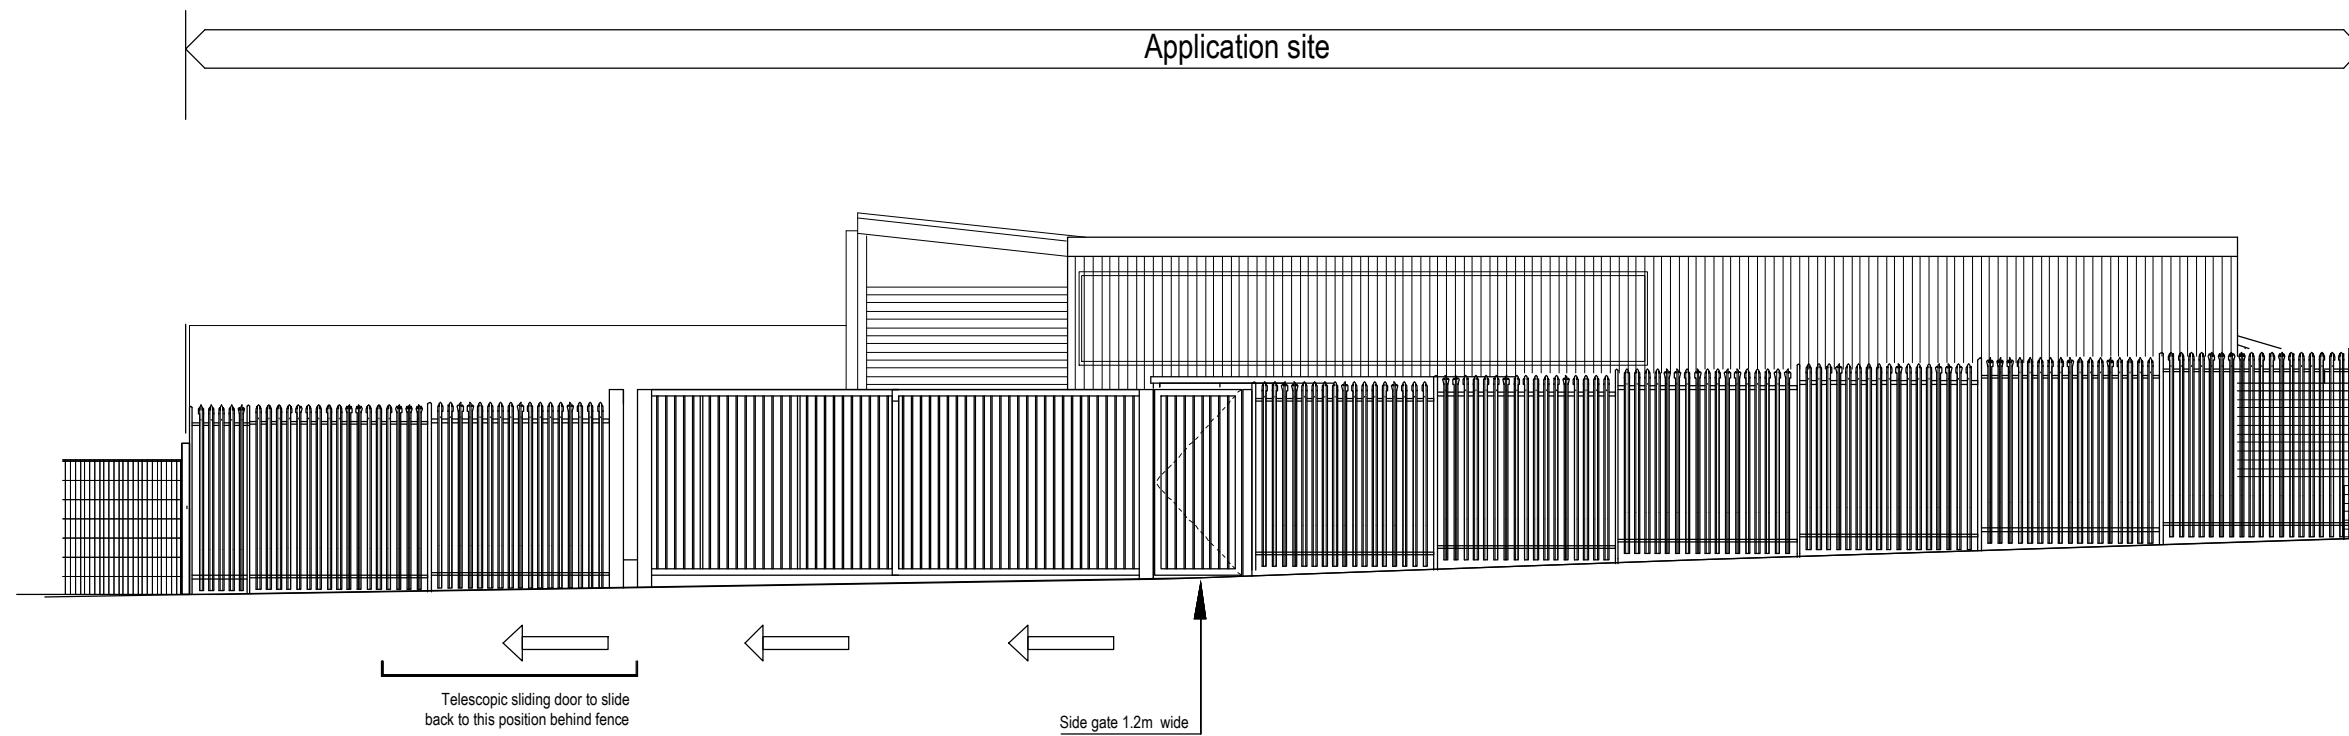 Application site
Telescopic sliding door to slide
back to this position behind fence
Side gate 1.2m wide